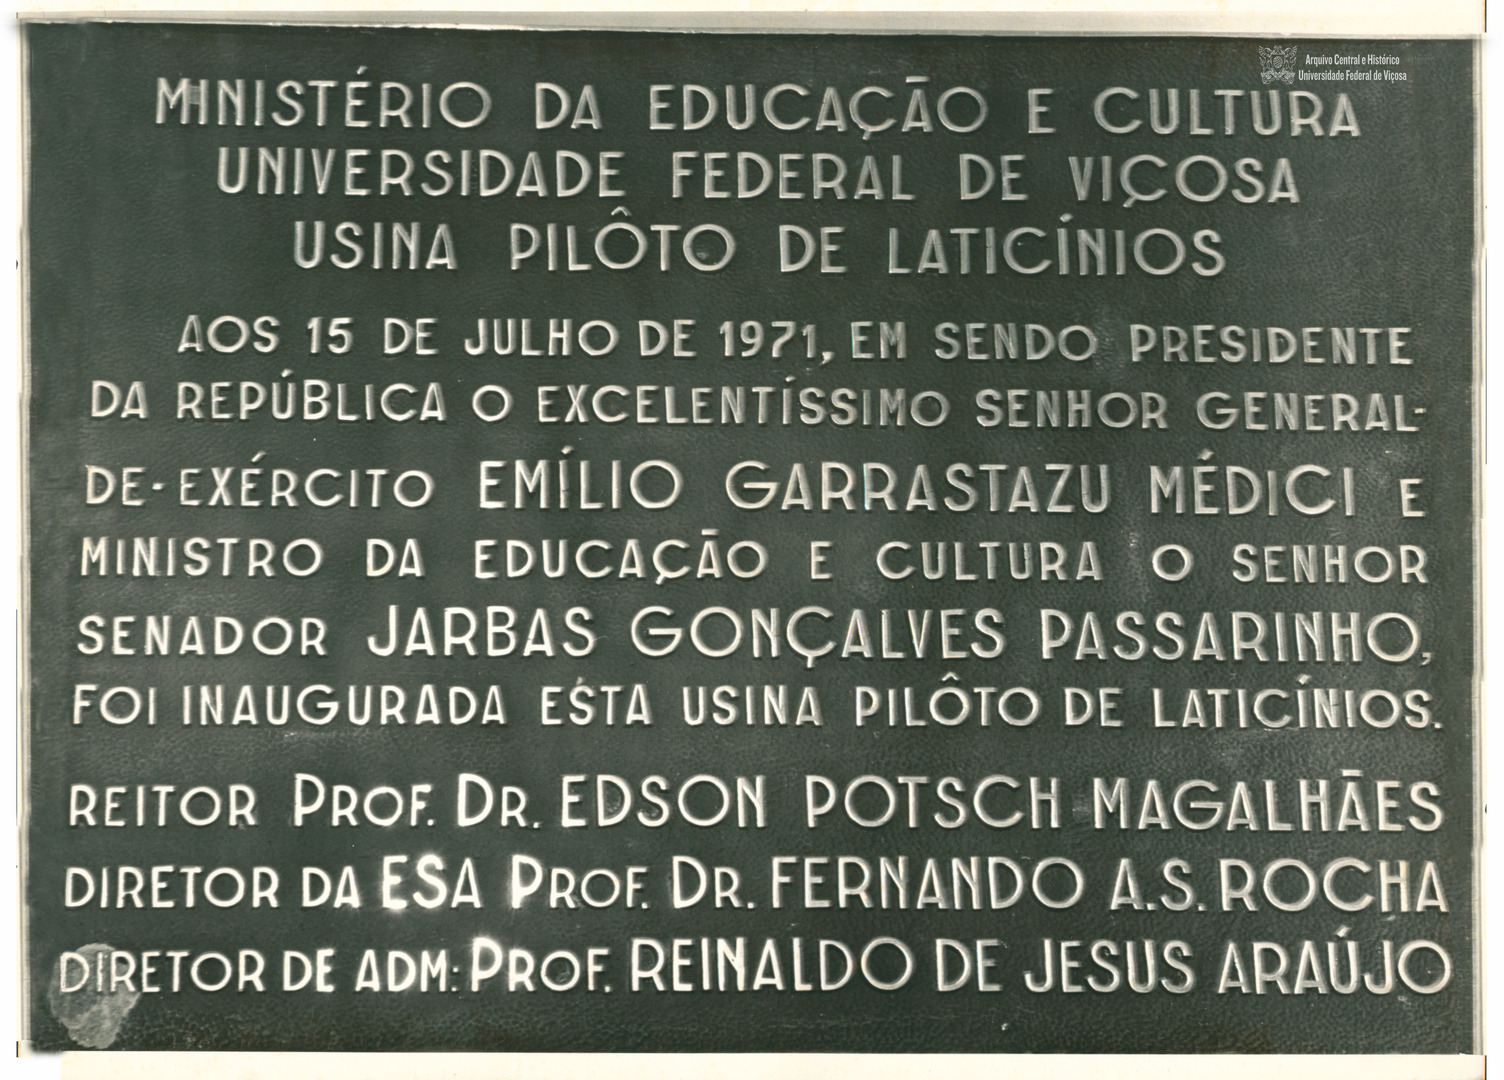 Arquivo Central e Histórico
Universidade Federal de Viçosa
MINISTÉRIO DA EDUCAÇÃO E CULTURA
UNIVERSIDADE FEDERAL DE VIÇOSA
USINA PILÔTO DE LATICÍNIOS
AOS 15 DE JULHO DE 1971, EM SENDO PRESIDENTE
DA REPÚBLICA O EXCELENTÍSSIMO SENHOR GENERAL-
DE-EXÉRCITO EMÍLIO GARRASTAZU MÉDICI E
MINISTRO DA EDUCAÇÃO E CULTURA O SENHOR
SENADOR JARBAS GONÇALVES PASSARINHO,
FOI INAUGURADA ESTA USINA PILÔTO DE LATICÍNIOS.
REITOR PROF. DR. EDSON POTSCH MAGALHÃES
DIRETOR DA ESA PROF. DR. FERNANDO A.S. ROCHA
DIRETOR DE ADM: PROF. REINALDO DE JESUS ARAÚJO